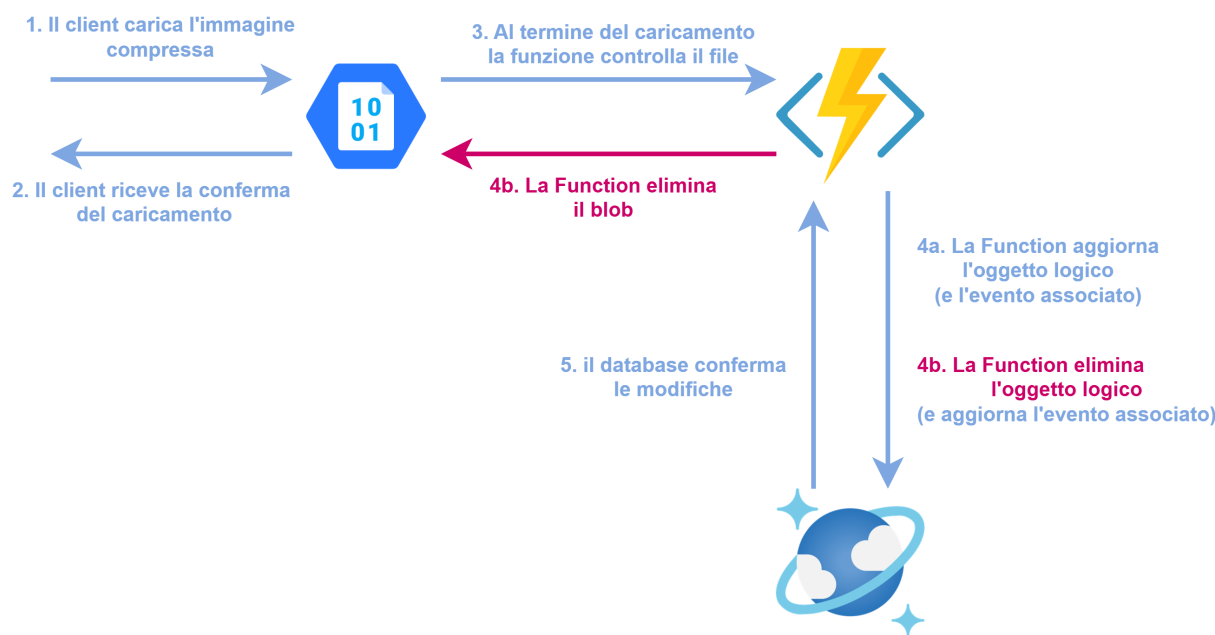 1. Il client carica l'immagine
compressa
3. Al termine del caricamento
la funzione controlla il file
10
01
2. Il client riceve la conferma
del caricamento
4b. La Function elimina
il blob
4a. La Function aggiorna
l'oggetto logico
(e l'evento associato)
5. il database conferma
le modifiche
4b. La Function elimina
l'oggetto logico
(e aggiorna l'evento associato)